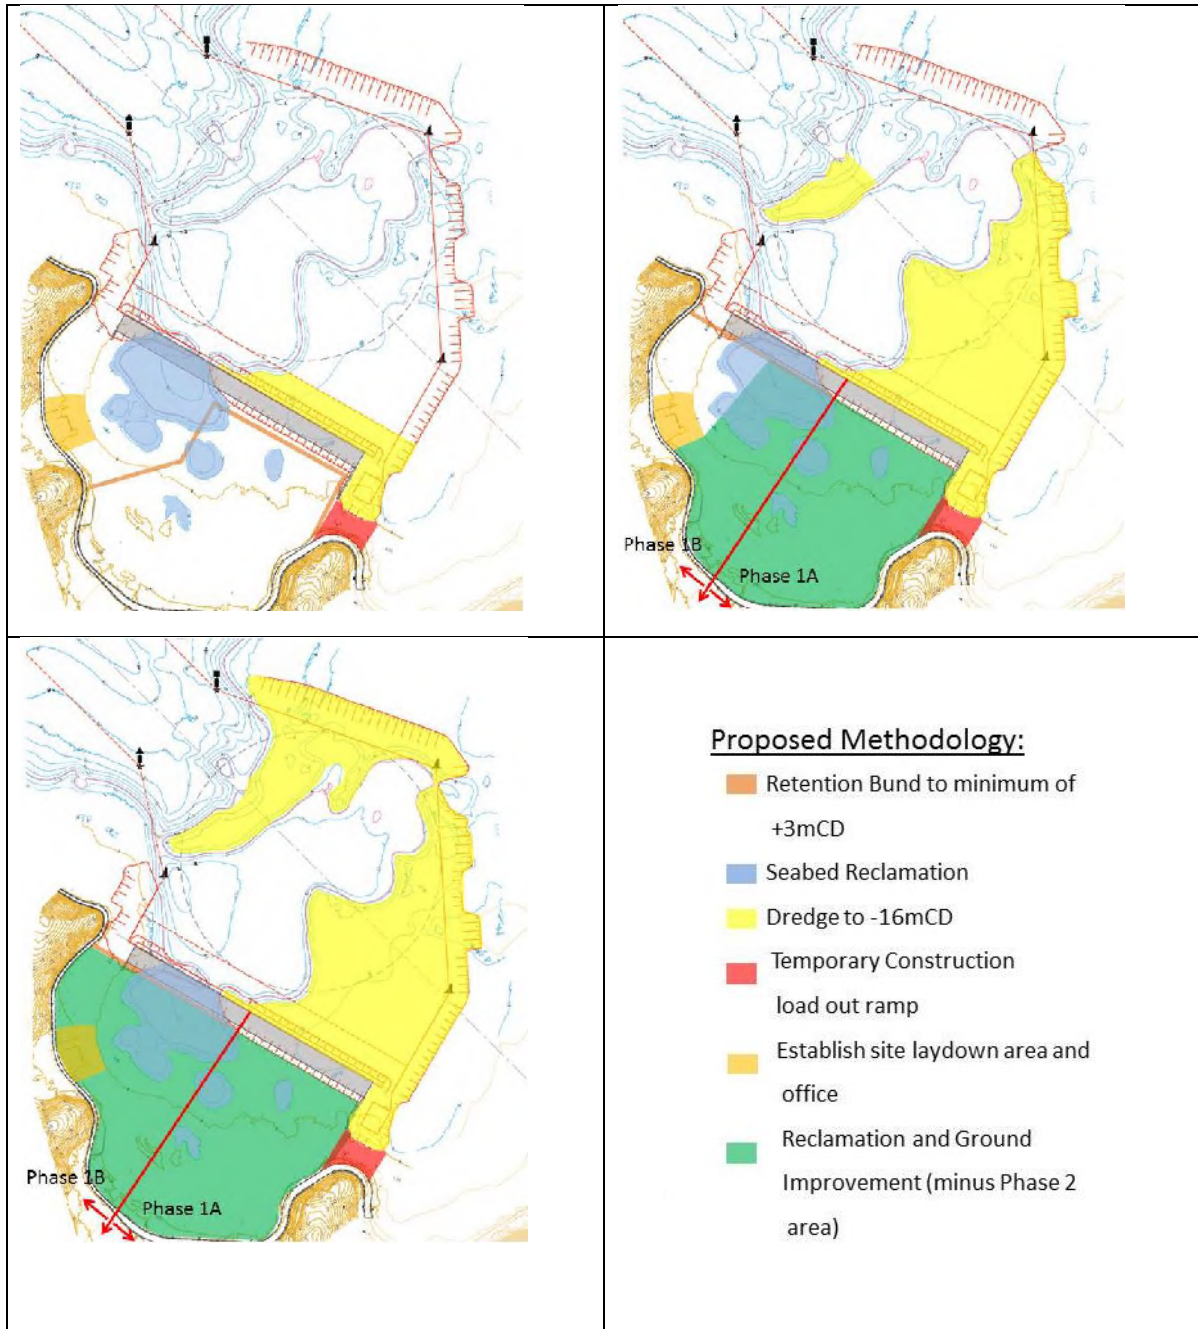 Phase 1B
Phase 1A
Phase 1B
Phase 1A
Proposed Methodology:
Retention Bund to minimum of
+3mCD
Seabed Reclamation
Dredge to -16mCD
Temporary Construction
load out ramp
Establish site laydown area and
office
Reclamation and Ground
Improvement (minus Phase 2
area)